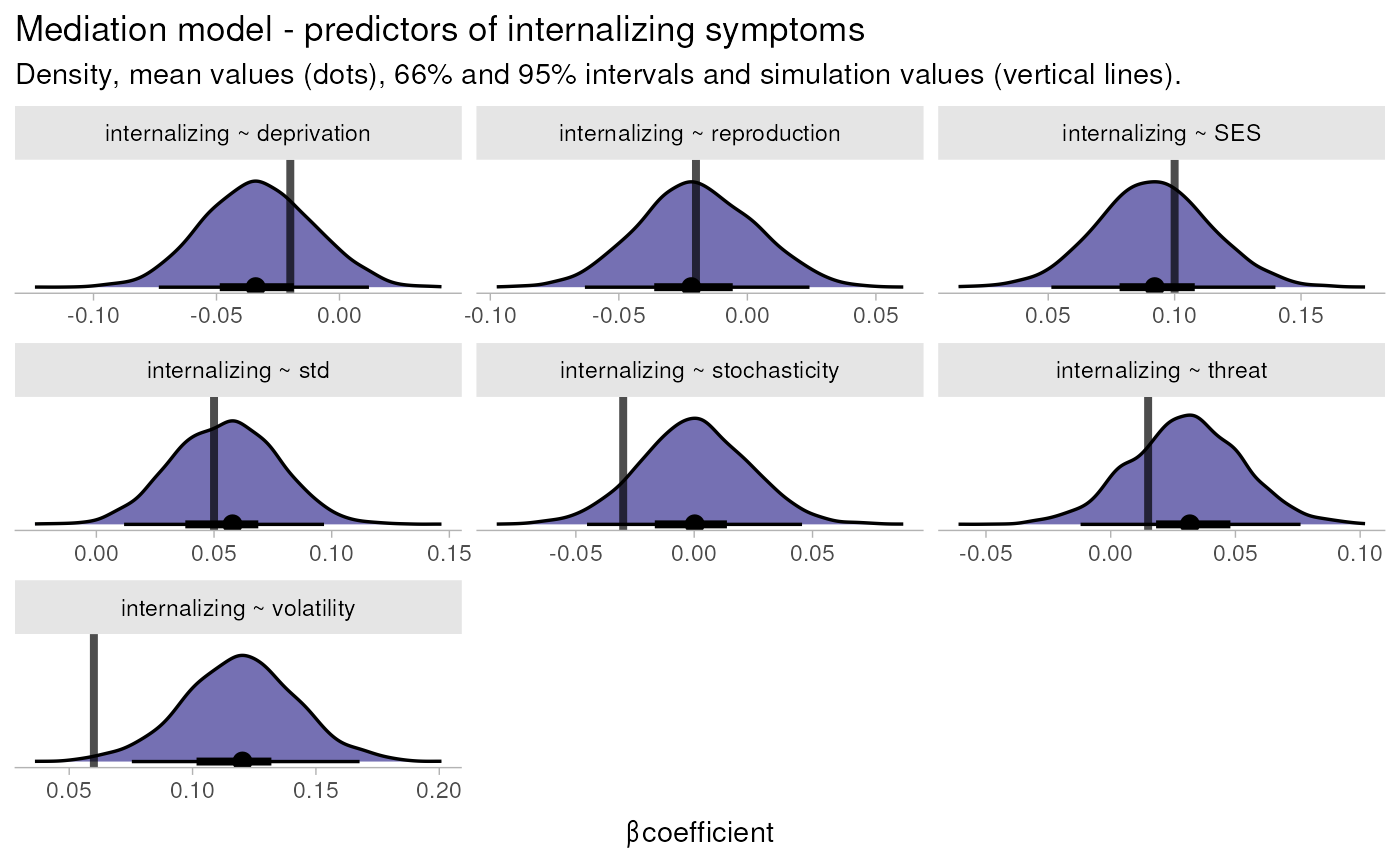 Mediation model - predictors of internalizing symptoms
Density, mean values (dots), 66% and 95% intervals and simulation values (vertical lines).
internalizing ~ deprivation
-0.10 -0.05 0.00
internalizing ~ reproduction
-0.10 -0.05 0.00 0.05
internalizing ~ SES
0.05 0.10 0.15
internalizing ~ std
0.00 0.05 0.10 0.15
internalizing ~ stochasticity
-0.05 0.00 0.05
internalizing ~ threat
-0.05 0.00 0.05 0.10
internalizing ~ volatility
0.05 0.10 0.15 0.20
βcoefficient